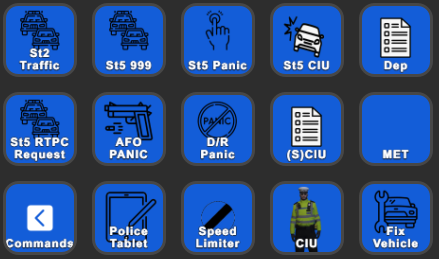 St2
Traffic
St5 999
St5 Panic
St5 CIU
Dep
St5 RTPC
Request
AFO
PANIC
PANIC
D/R
Panic
(S)CIU
MET
Commands
Police
Tablet
Speed
Limiter
CIU
Fix
Vehicle